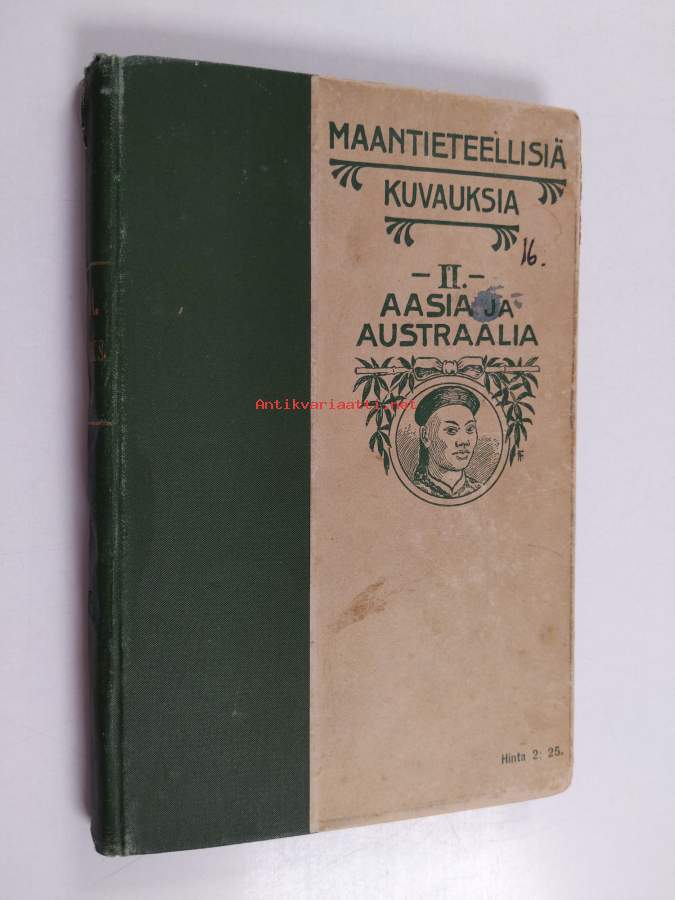 MAANTIETEELLISIÄ
KUVAUKSIA
16.
- II. -
AASIA JA
AUSTRAALIA
Antikvariaatti.net
Hinta 2: 25.